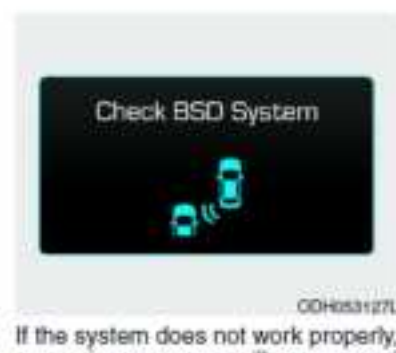 Check BSD System
ODH053127L
If the system does not work properly,